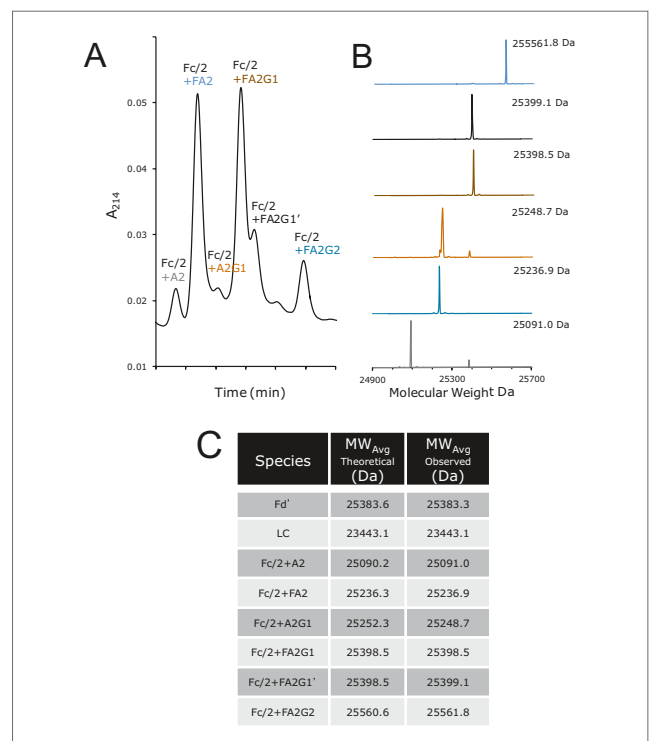 A
Fc/2
+FA2
Fc/2
+FA2G1
Fc/2
+FA2G1’
Fc/2
+A2
Fc/2
+A2G1
Fc/2
+FA2G2
A214
0.05
0.04
0.03
0.02
0.01
Time (min)
B
255561.8 Da
25399.1 Da
25398.5 Da
25248.7 Da
25236.9 Da
25091.0 Da
24900 25300 25700
Molecular Weight Da
C
Species MWAvg Theoretical (Da) MWAvg Observed (Da)
Fd’ 25383.6 25383.3
LC 23443.1 23443.1
Fc/2+A2 25090.2 25091.0
Fc/2+FA2 25236.3 25236.9
Fc/2+A2G1 25252.3 25248.7
Fc/2+FA2G1 25398.5 25398.5
Fc/2+FA2G1’ 25398.5 25399.1
Fc/2+FA2G2 25560.6 25561.8